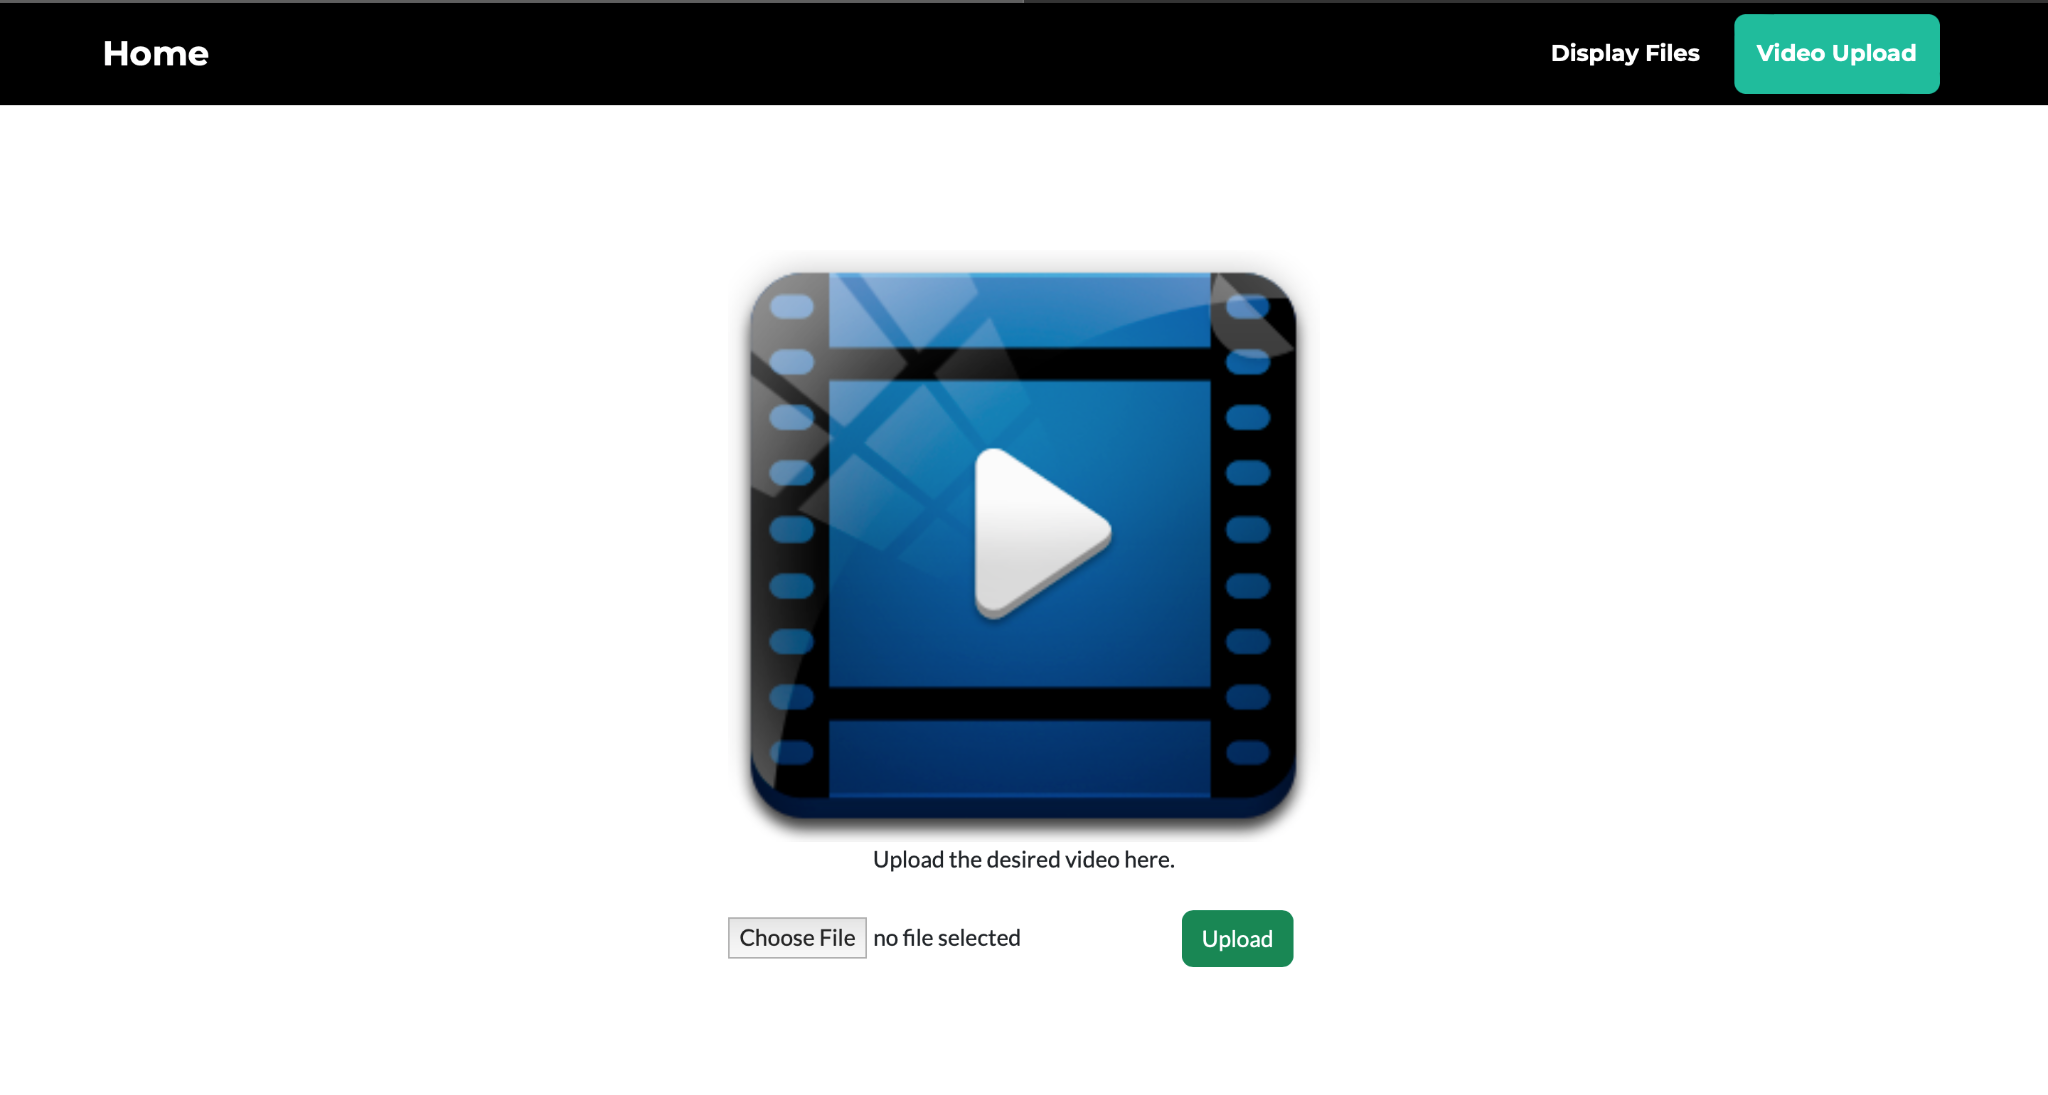 Home
Display Files
Video Upload
Upload the desired video here.
Choose File no file selected
Upload